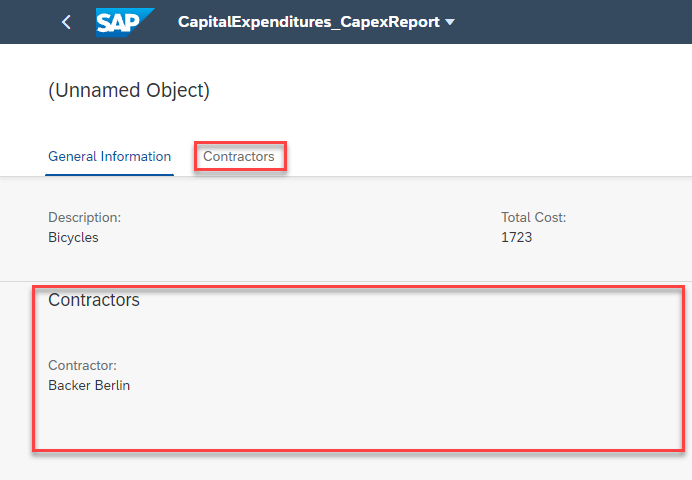 SAP CapitalExpenditures_CapexReport
(Unnamed Object)
General Information Contractors
Description: Total Cost:
Bicycles 1723
Contractors
Contractor:
Backer Berlin